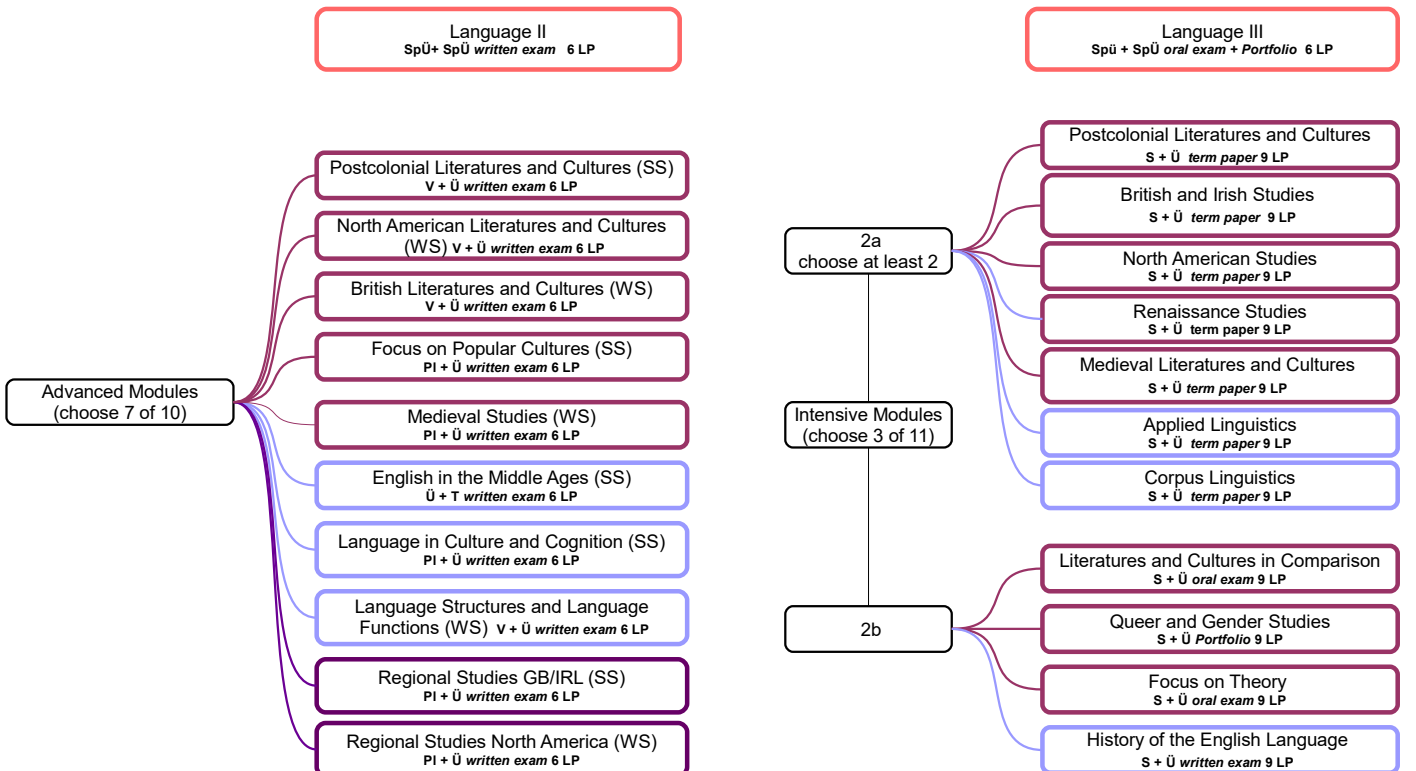 Language II
SpÜ+ SpÜ written exam 6 LP
Language III
Spü + SpÜ oral exam + Portfolio 6 LP
Advanced Modules
(choose 7 of 10)
Postcolonial Literatures and Cultures (SS)
V + Ü written exam 6 LP
North American Literatures and Cultures
(WS) V + Ü written exam 6 LP
British Literatures and Cultures (WS)
V + Ü written exam 6 LP
Focus on Popular Cultures (SS)
PI + Ü written exam 6 LP
Medieval Studies (WS)
PI + Ü written exam 6 LP
English in the Middle Ages (SS)
Ü + T written exam 6 LP
Language in Culture and Cognition (SS)
PI + Ü written exam 6 LP
Language Structures and Language
Functions (WS) V + Ü written exam 6 LP
Regional Studies GB/IRL (SS)
PI + Ü written exam 6 LP
Regional Studies North America (WS)
PI + Ü written exam 6 LP
2a
choose at least 2
Intensive Modules
(choose 3 of 11)
2b
Postcolonial Literatures and Cultures
S + Ü term paper 9 LP
British and Irish Studies
S + Ü term paper 9 LP
North American Studies
S + Ü term paper 9 LP
Renaissance Studies
S + Ü term paper 9 LP
Medieval Literatures and Cultures
S + Ü term paper 9 LP
Applied Linguistics
S + Ü term paper 9 LP
Corpus Linguistics
S + Ü term paper 9 LP
Literatures and Cultures in Comparison
S + Ü oral exam 9 LP
Queer and Gender Studies
S + Ü Portfolio 9 LP
Focus on Theory
S + Ü oral exam 9 LP
History of the English Language
S + Ü written exam 9 LP